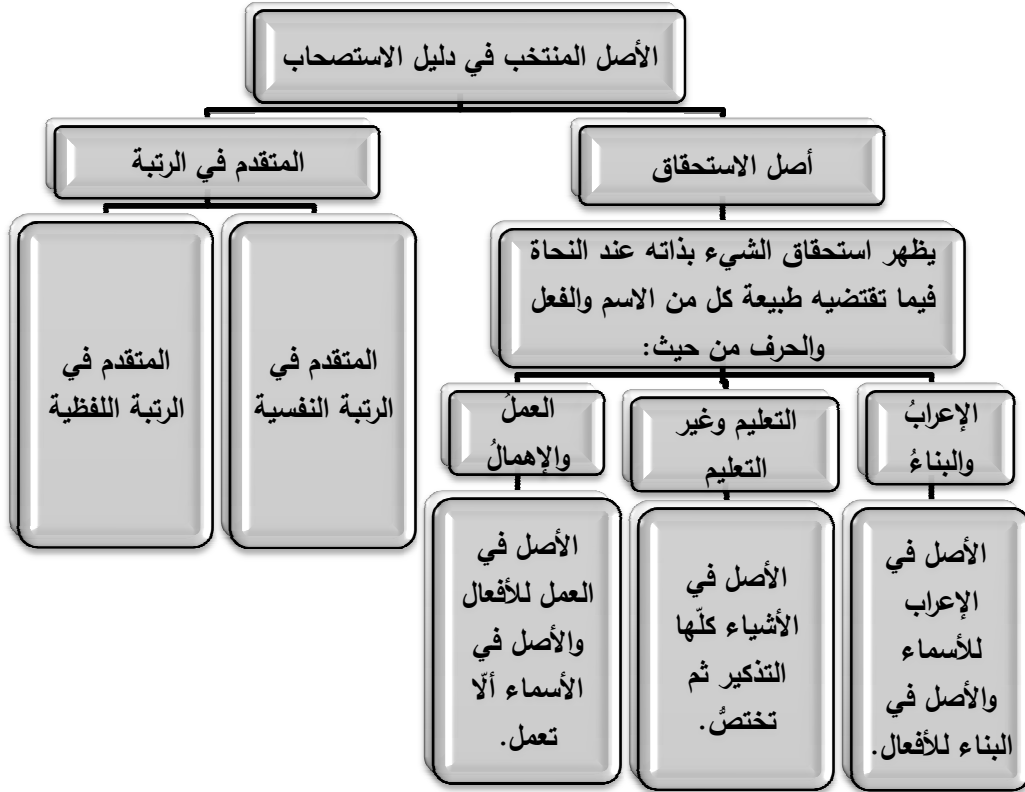 الأصل المنتخب في دليل الاستصحاب
أصل الاستحقاق
المتقدم في الرتبة
يظهر استحقاق الشيء بذاته عند النحاة
فيما تقتضيه طبيعة كل من الاسم والفعل
والحرف من حيث:
الإعرابُ
والبناءُ
التعليم وغير
التعليم
العملُ
والإهمالُ
الأصل في
الإعراب
للأسماء
والأصل في
البناء للأفعال.
الأصل في
الأشياء كلّها
التذكير ثم
تختصُّ.
الأصل في
العمل للأفعال
والأصل في
الأسماء ألّا
تعمل.
المتقدم في
الرتبة النفسية
المتقدم في
الرتبة اللفظية